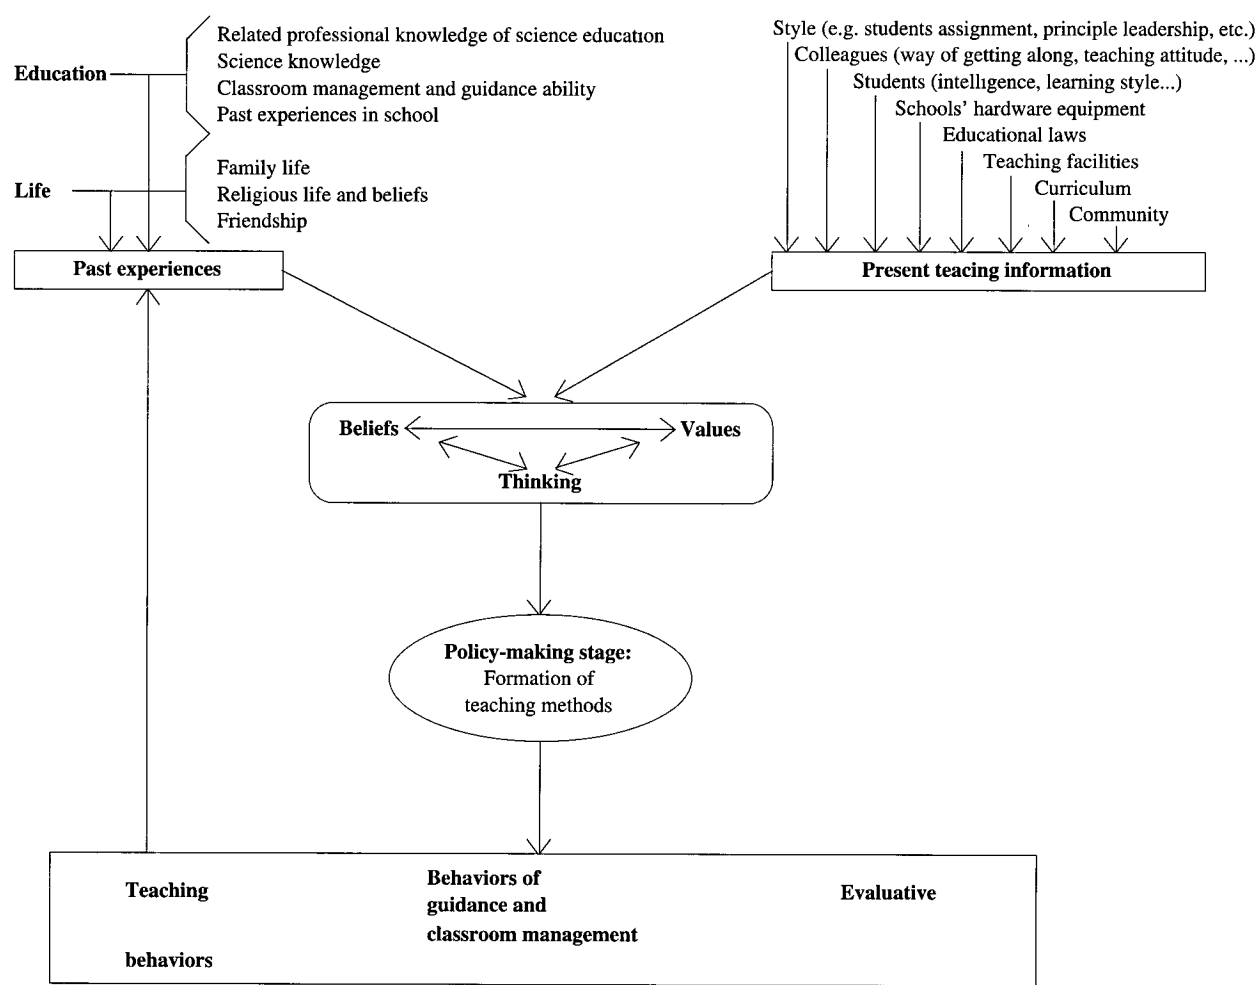 Education
Related professional knowledge of science education
Science knowledge
Classroom management and guidance ability
Past experiences in school
Life
Family life
Religious life and beliefs
Friendship
Style (e.g. students assignment, principle leadership, etc.)
Colleagues (way of getting along, teaching attitude, ...)
Students (intelligence, learning style...)
Schools' hardware equipment
Educational laws
Teaching facilities
Curriculum
Community
Past experiences
Present teacing information
Beliefs
Values
Thinking
Policy-making stage:
Formation of
teaching methods
Teaching
behaviors
Behaviors of
guidance and
classroom management
Evaluative